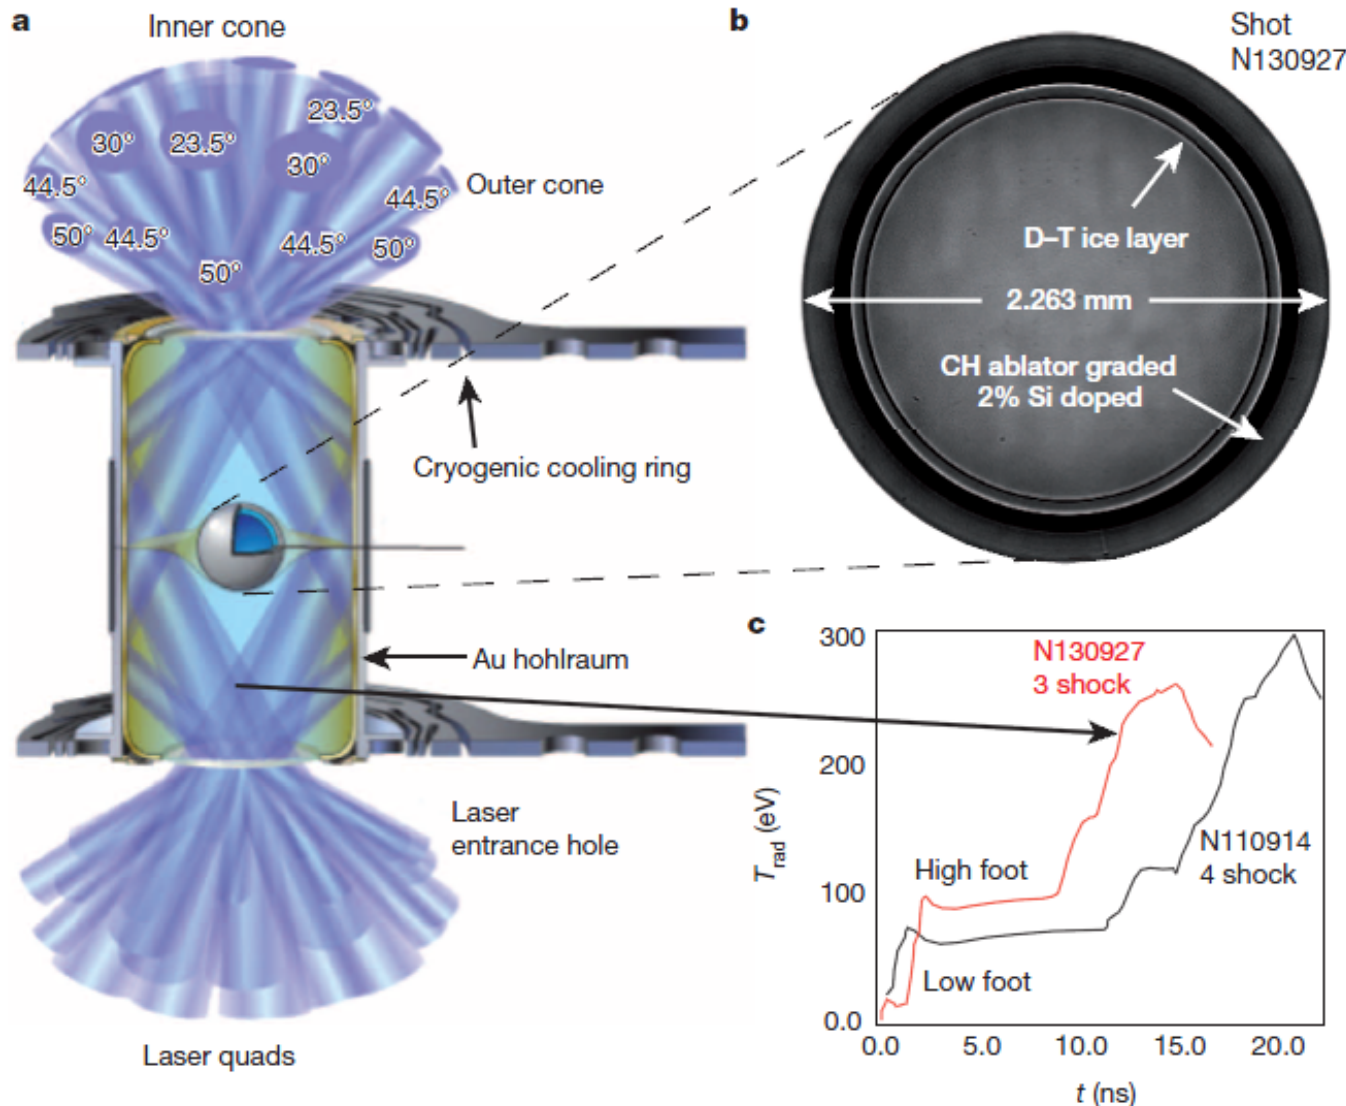 a
Inner cone
23.5°
30°
23.5°
30°
44.5°
44.5°
Outer cone
50°
44.5°
44.5°
50°
50°
Cryogenic cooling ring
Au hohlraum
Laser
entrance hole
Laser quads
b
Shot
N130927
D–T ice layer
2.263 mm
CH ablator graded
2% Si doped
c
300
200
100
0.0
T_rad (eV)
N130927
3 shock
High foot
Low foot
N110914
4 shock
0.0
5.0
10.0
15.0
20.0
t (ns)